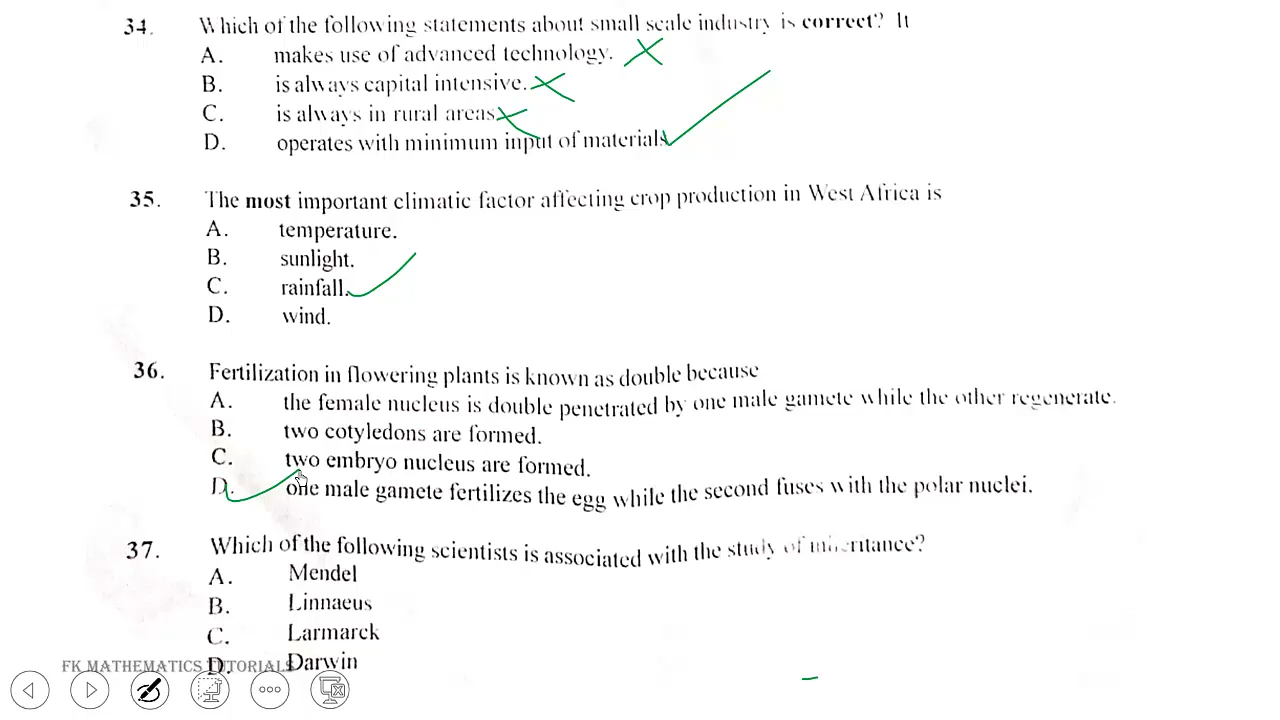 34. Which of the following statements about small scale industry is correct? It
A. makes use of advanced technology.
B. is always capital intensive.
C. is always in rural areas
D. operates with minimum input of materials
35. The most important climatic factor affecting crop production in West Africa is
A. temperature.
B. sunlight.
C. rainfall.
D. wind.
36. Fertilization in flowering plants is known as double because
A. the female nucleus is double penetrated by one male gamete while the other regenerate.
B. two cotyledons are formed.
C. two embryo nucleus are formed.
D. one male gamete fertilizes the egg while the second fuses with the polar nuclei.
37. Which of the following scientists is associated with the study of inheritance?
A. Mendel
B. Linnaeus
C. Larmarck
D. Darwin
FK MATHEMATICS TUTORIALS